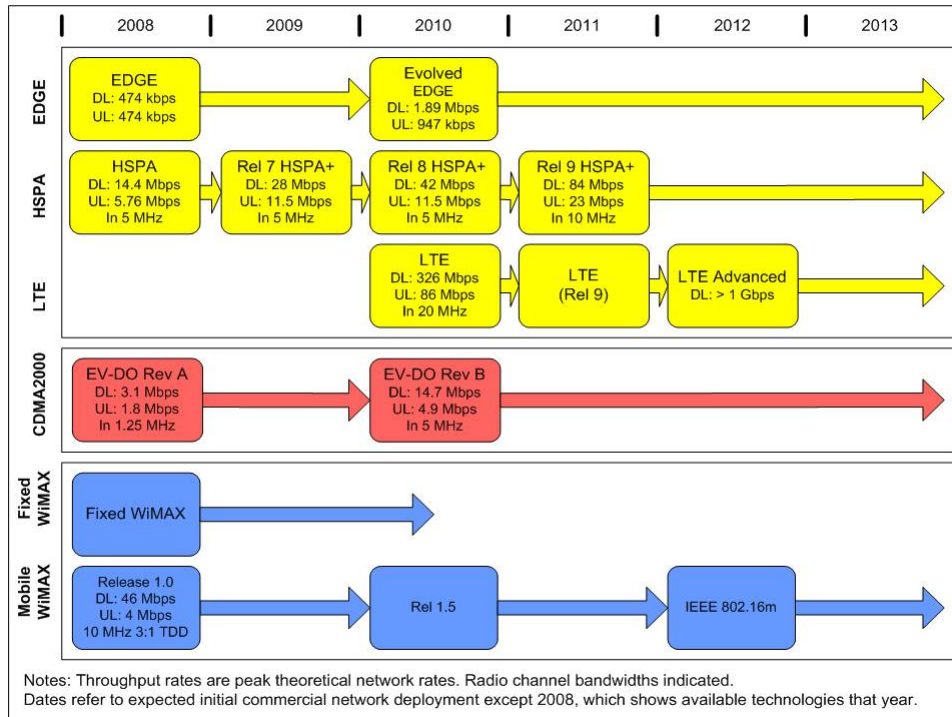 2008 2009 2010 2011 2012 2013
EDGE
EDGE
DL: 474 kbps
UL: 474 kbps
Evolved
EDGE
DL: 1.89 Mbps
UL: 947 kbps
HSPA
HSPA
DL: 14.4 Mbps
UL: 5.76 Mbps
In 5 MHz
Rel 7 HSPA+
DL: 28 Mbps
UL: 11.5 Mbps
In 5 MHz
Rel 8 HSPA+
DL: 42 Mbps
UL: 11.5 Mbps
In 5 MHz
Rel 9 HSPA+
DL: 84 Mbps
UL: 23 Mbps
In 10 MHz
LTE
LTE
DL: 326 Mbps
UL: 86 Mbps
In 20 MHz
LTE
(Rel 9)
LTE Advanced
DL: > 1 Gbps
CDMA2000
EV-DO Rev A
DL: 3.1 Mbps
UL: 1.8 Mbps
In 1.25 MHz
EV-DO Rev B
DL: 14.7 Mbps
UL: 4.9 Mbps
In 5 MHz
Fixed
WiMAX
Fixed WiMAX
Mobile
WiMAX
Release 1.0
DL: 46 Mbps
UL: 4 Mbps
10 MHz 3:1 TDD
Rel 1.5
IEEE 802.16m
Notes: Throughput rates are peak theoretical network rates. Radio channel bandwidths indicated.
Dates refer to expected initial commercial network deployment except 2008, which shows available technologies that year.